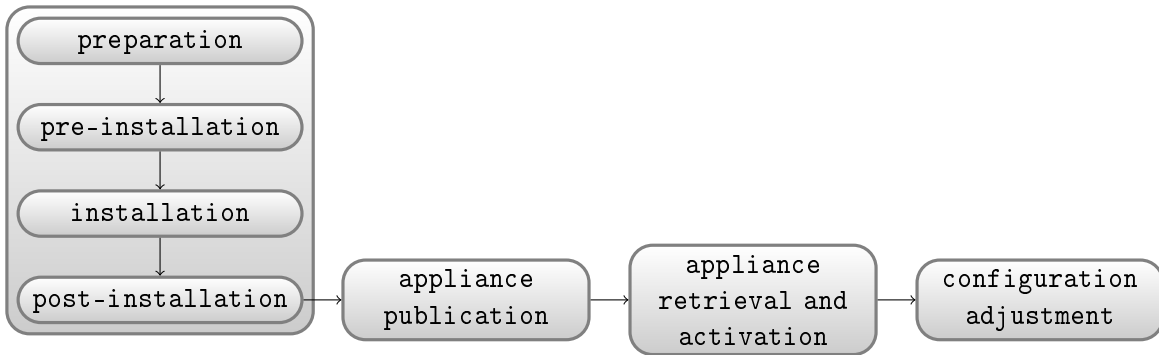 preparation
pre-installation
installation
post-installation
appliance
publication
appliance
retrieval and
activation
configuration
adjustment